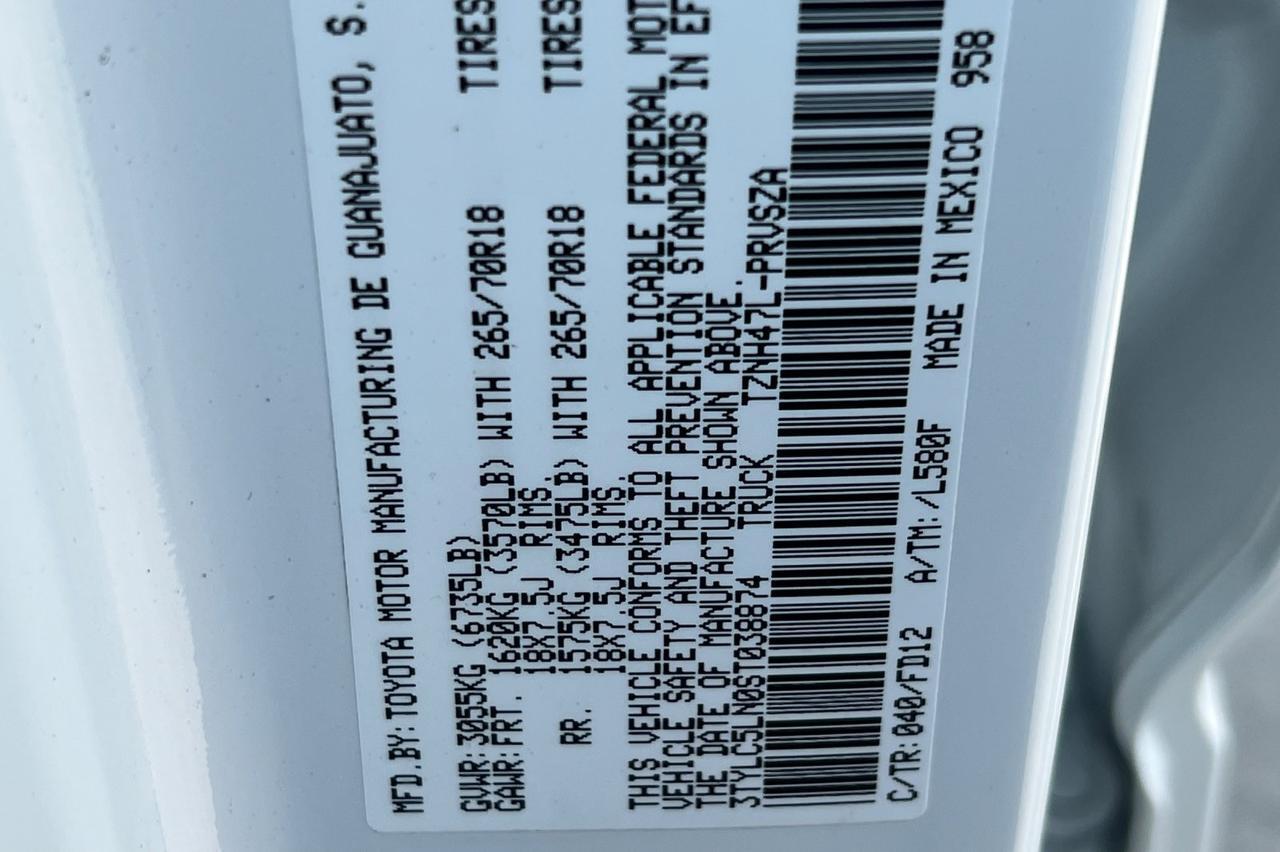 MFD.BY:TOYOTA MOTOR MANUFACTURING DE GUANAJUATO, S.
GVWR:3055KG (6735LB)
GAWR:FRT. 1620KG (3570LB) WITH 265/70R18 TIRES
18X7.5J RIMS.
RR. 1575KG (3475LB) WITH 265/70R18 TIRES
18X7.5J RIMS.
THIS VEHICLE CONFORMS TO ALL APPLICABLE FEDERAL MOT
VEHICLE SAFETY AND THEFT PREVENTION STANDARDS IN EF
THE DATE OF MANUFACTURE SHOWN ABOVE.
3TYLC5LN0ST038874 TRUCK TZNH47L-PRVSZA
C/TR:040/FD12 A/TM:/L580F MADE IN MEXICO 958